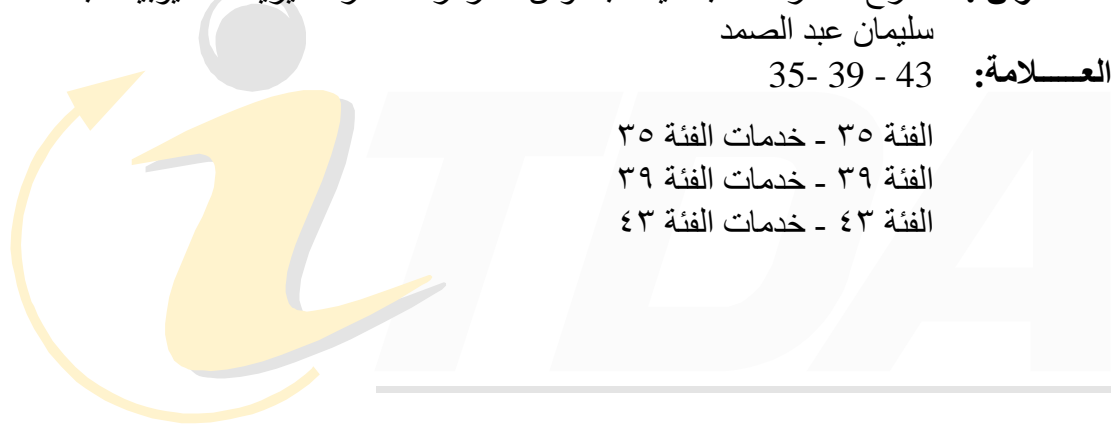 سليمان عبد الصمد
العـــــلامة: 35- 39 - 43
الفئة ٣٥ - خدمات الفئة ٣٥
الفئة ٣٩ - خدمات الفئة ٣٩
الفئة ٤٣ - خدمات الفئة ٤٣
iTDA